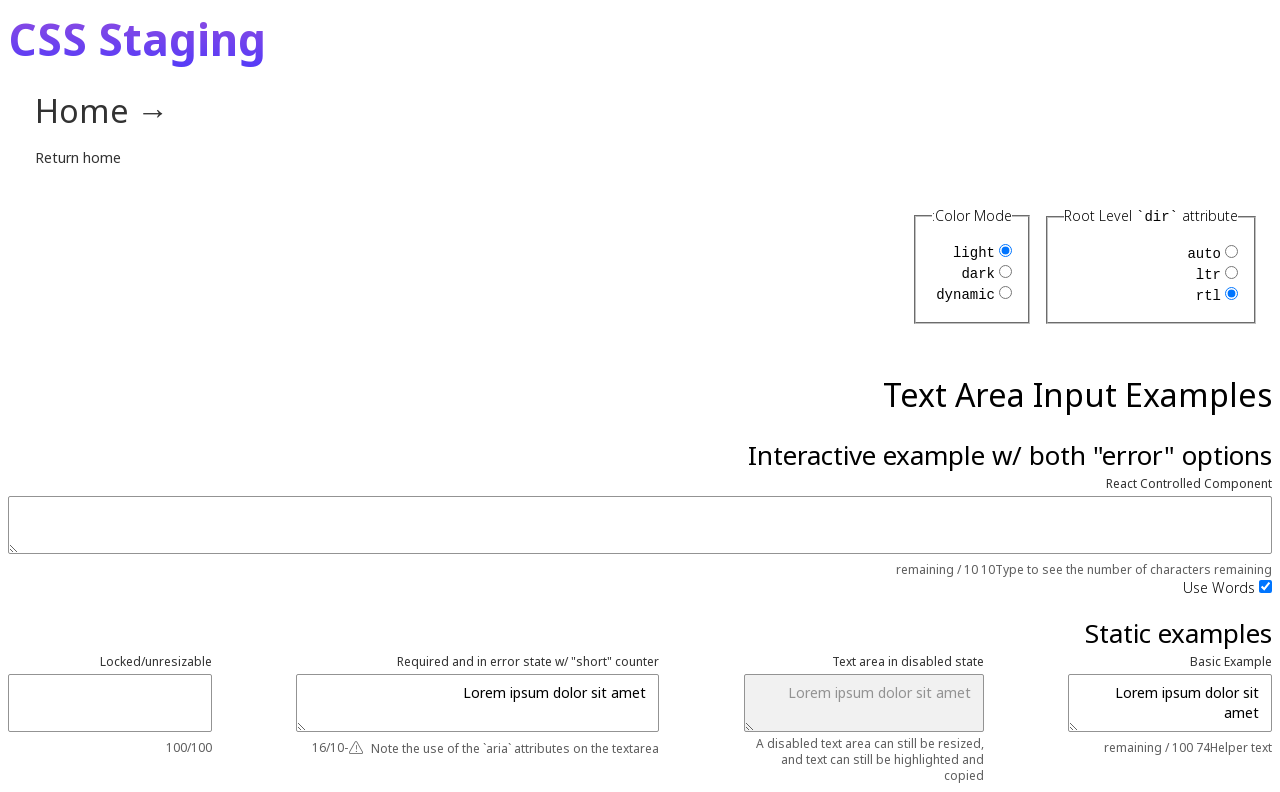 CSS Staging
Home →
Return home
Root Level `dir` attribute
auto
ltr
rtl
:Color Mode
light
dark
dynamic
Text Area Input Examples
Interactive example w/ both "error" options
React Controlled Component
remaining / 10 10Type to see the number of characters remaining
Use Words
Static examples
Basic Example
Lorem ipsum dolor sit
amet
remaining / 100 74Helper text
Text area in disabled state
Lorem ipsum dolor sit amet
A disabled text area can still be resized,
and text can still be highlighted and
copied
Required and in error state w/ "short" counter
Lorem ipsum dolor sit amet
16/10- Note the use of the `aria` attributes on the textarea
Locked/unresizable
100/100